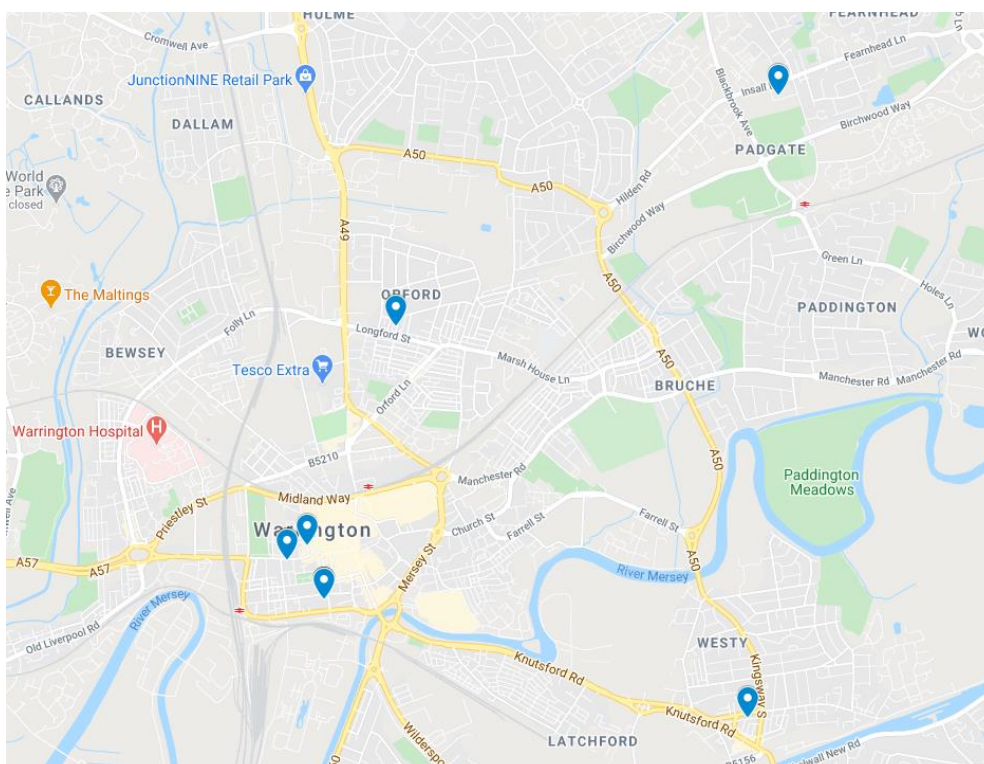 HULME
FEARNHEAD
Cromwell Ave
Fearnhead Ln
JunctionNINE Retail Park
Insall
CALLANDS
Blackbrook Ave
Birchwood Way
DALLAM
PADGATE
A50
World
e Park
closed
A50
Hilden Rd
A49
Birchwood Way
Green Ln
A50
Holes Ln
The Maltings
ORFORD
PADDINGTON
Folly Ln
Longford St
WO
BEWSEY
A50
Marsh House Ln
Tesco Extra
Orford Ln
BRUCHE
Manchester Rd
Manchester Rd
Warrington Hospital
H
B5210
A50
Manchester Rd
Paddington
Meadows
Midland Way
Priestley St
Church St
Farrell St
Farrell St
Warrington
A57
A57
Mersey St
A50
River Mersey
River Mersey
Old Liverpool Rd
WESTY
Knutsford Rd
Kingsway S
Knutsford Rd
LATCHFORD
B5156